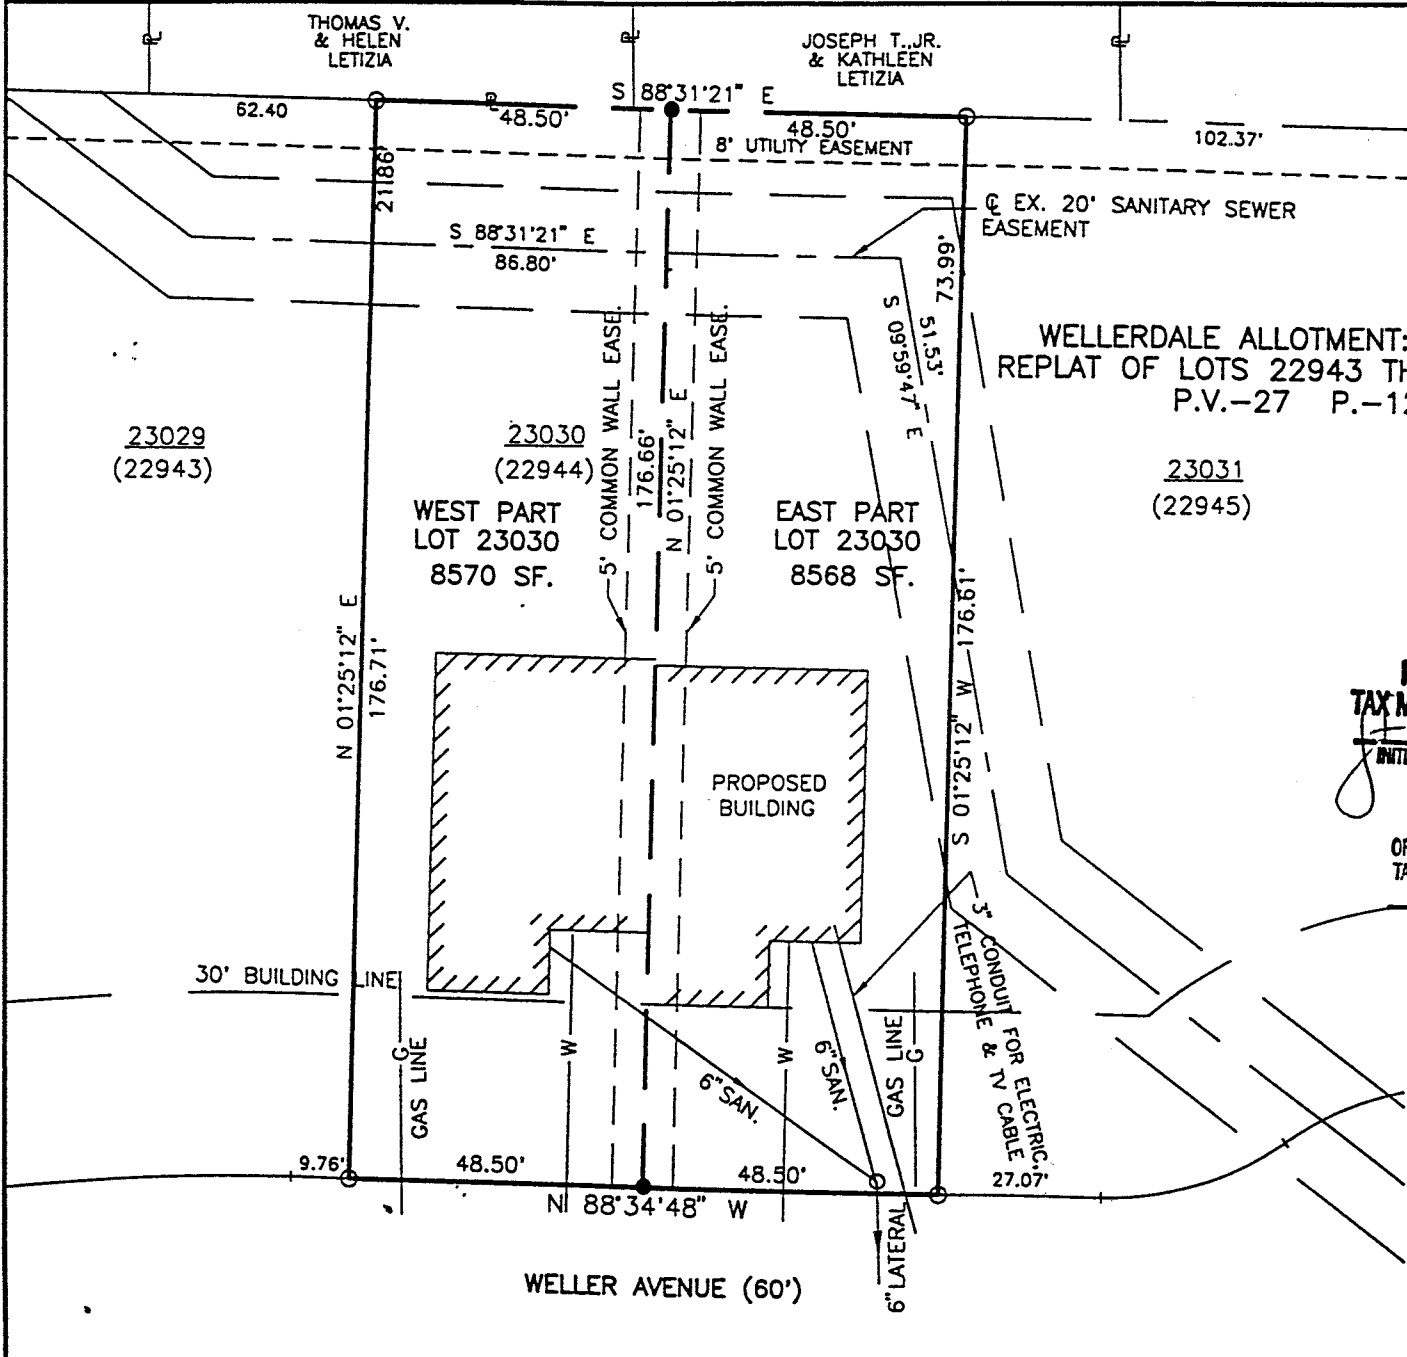 THOMAS V.
& HELEN
LETIZIA
JOSEPH T.,JR.
& KATHLEEN
LETIZIA
S 88°31'21" E
62.40
48.50'
48.50'
102.37'
8' UTILITY EASEMENT
21.86'
℄ EX. 20' SANITARY SEWER
EASEMENT
S 88°31'21" E
86.80'
73.99'
51.53'
S 09°59'47" E
WELLERDALE ALLOTMENT:
REPLAT OF LOTS 22943
P.V.-27 P.-12
23029
(22943)
23030
(22944)
23031
(22945)
5' COMMON WALL EASE.
176.66'
N 01°25'12" E
5' COMMON WALL EASE.
WEST PART
LOT 23030
8570 SF.
EAST PART
LOT 23030
8568 SF.
N 01°25'12" E
176.71'
S 01°25'12" W 176.61'
TAX
PROPOSED
BUILDING
30' BUILDING LINE
3" CONDUIT FOR ELECTRIC,
TELEPHONE & TV CABLE
G
GAS LINE
W
6" SAN.
W
6" SAN.
GAS LINE
G
9.76'
48.50'
48.50'
27.07'
N 88°34'48" W
6" LATERAL
WELLER AVENUE (60')